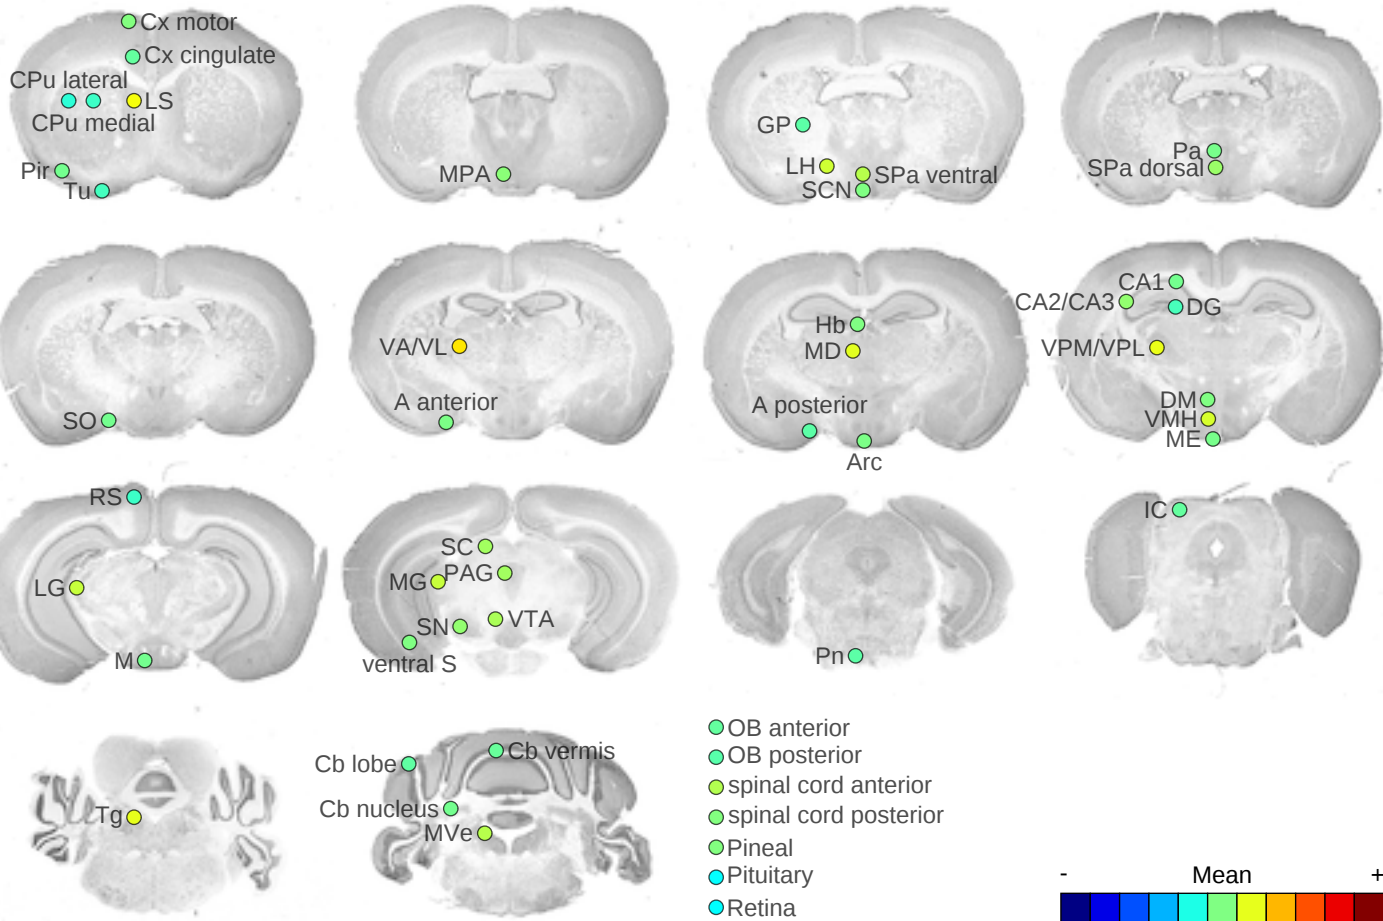 Cx motor
Cx cingulate
CPu lateral
LS
CPu medial
Pir
Tu
MPA
GP
LH
SPa ventral
SCN
Pa
SPa dorsal
SO
VA/VL
A anterior
Hb
MD
A posterior
Arc
CA1
CA2/CA3
DG
VPM/VPL
DM
VMH
ME
RS
LG
M
SC
PAG
MG
VTA
SN
ventral S
Pn
IC
Tg
Cb lobe
Cb vermis
Cb nucleus
MVe
OB anterior
OB posterior
spinal cord anterior
spinal cord posterior
Pineal
Pituitary
Retina
- Mean +